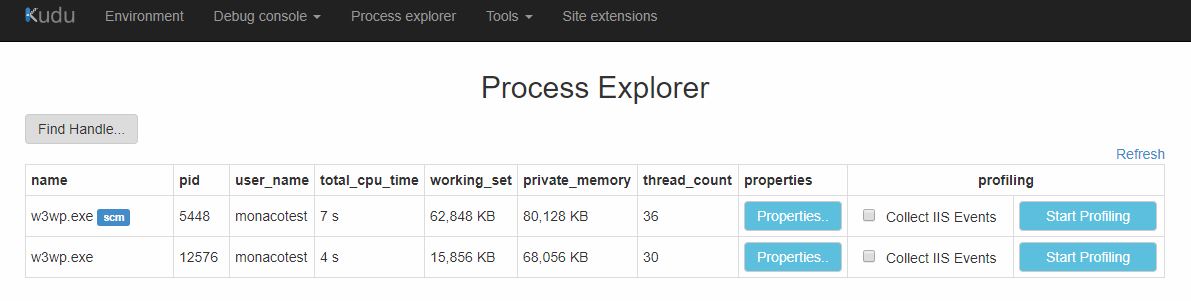 Kudu Environment Debug console Process explorer Tools Site extensions
Process Explorer
Find Handle...
Refresh
name pid user_name total_cpu_time working_set private_memory thread_count properties profiling
w3wp.exe scm 5448 monacotest 7 s 62,848 KB 80,128 KB 36 Properties.. Collect IIS Events Start Profiling
w3wp.exe 12576 monacotest 4 s 15,856 KB 68,056 KB 30 Properties.. Collect IIS Events Start Profiling